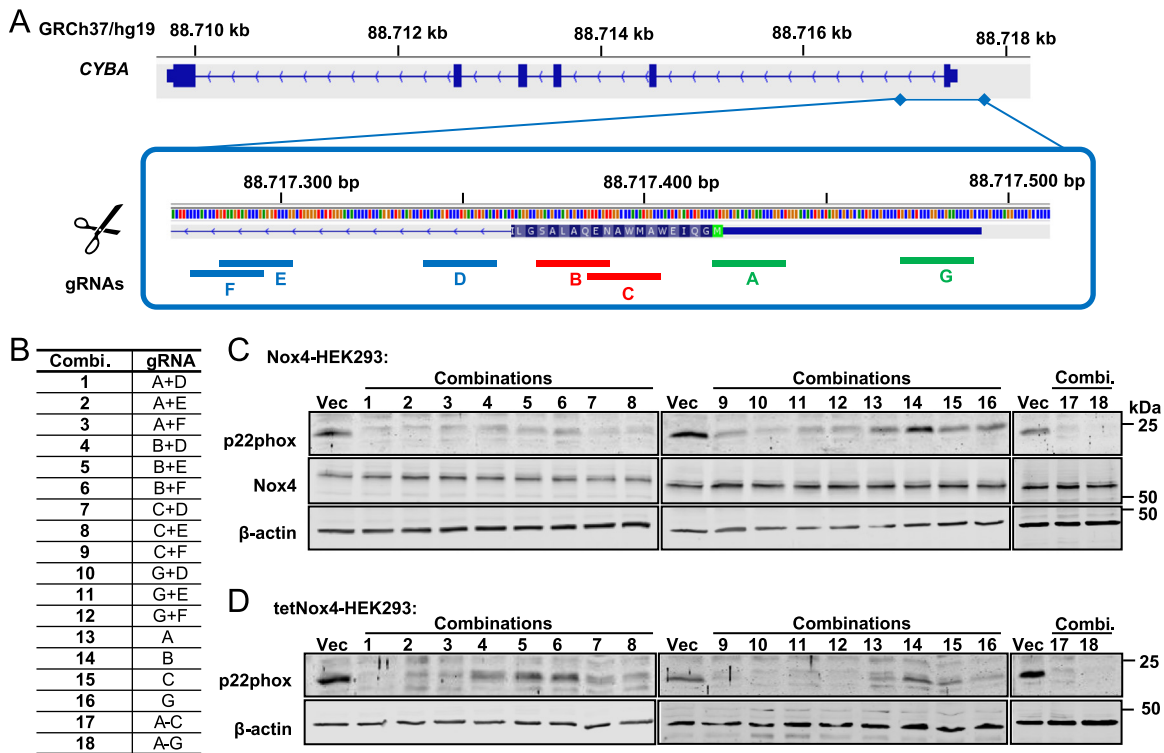 A
GRCh37/hg19
88.710 kb 88.712 kb 88.714 kb 88.716 kb 88.718 kb
CYBA
88.717.300 bp 88.717.400 bp 88.717.500 bp
ILGSALAQENAWMAWEIQGM
gRNAs
F E D B C A G
B
Combi. gRNA
1 A+D
2 A+E
3 A+F
4 B+D
5 B+E
6 B+F
7 C+D
8 C+E
9 C+F
10 G+D
11 G+E
12 G+F
13 A
14 B
15 C
16 G
17 A-C
18 A-G
C Nox4-HEK293:
Combinations Combinations Combi.
Vec 1 2 3 4 5 6 7 8 Vec 9 10 11 12 13 14 15 16 Vec 17 18 kDa
p22phox 25
Nox4 50
β-actin 50
D tetNox4-HEK293:
Combinations Combinations Combi.
Vec 1 2 3 4 5 6 7 8 Vec 9 10 11 12 13 14 15 16 Vec 17 18
p22phox 25
β-actin 50